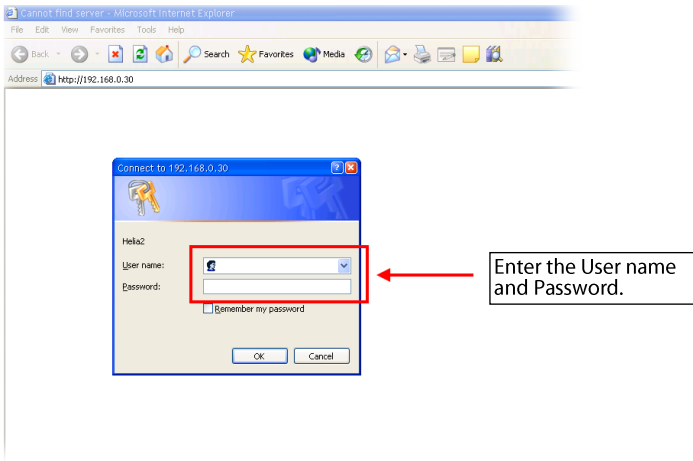 Cannot find server - Microsoft Internet Explorer
File Edit View Favorites Tools Help
Back Search Favorites Media
Address http://192.168.0.30
Connect to 192.168.0.30
Helia2
User name:
Password:
Remember my password
OK Cancel
Enter the User name
and Password.